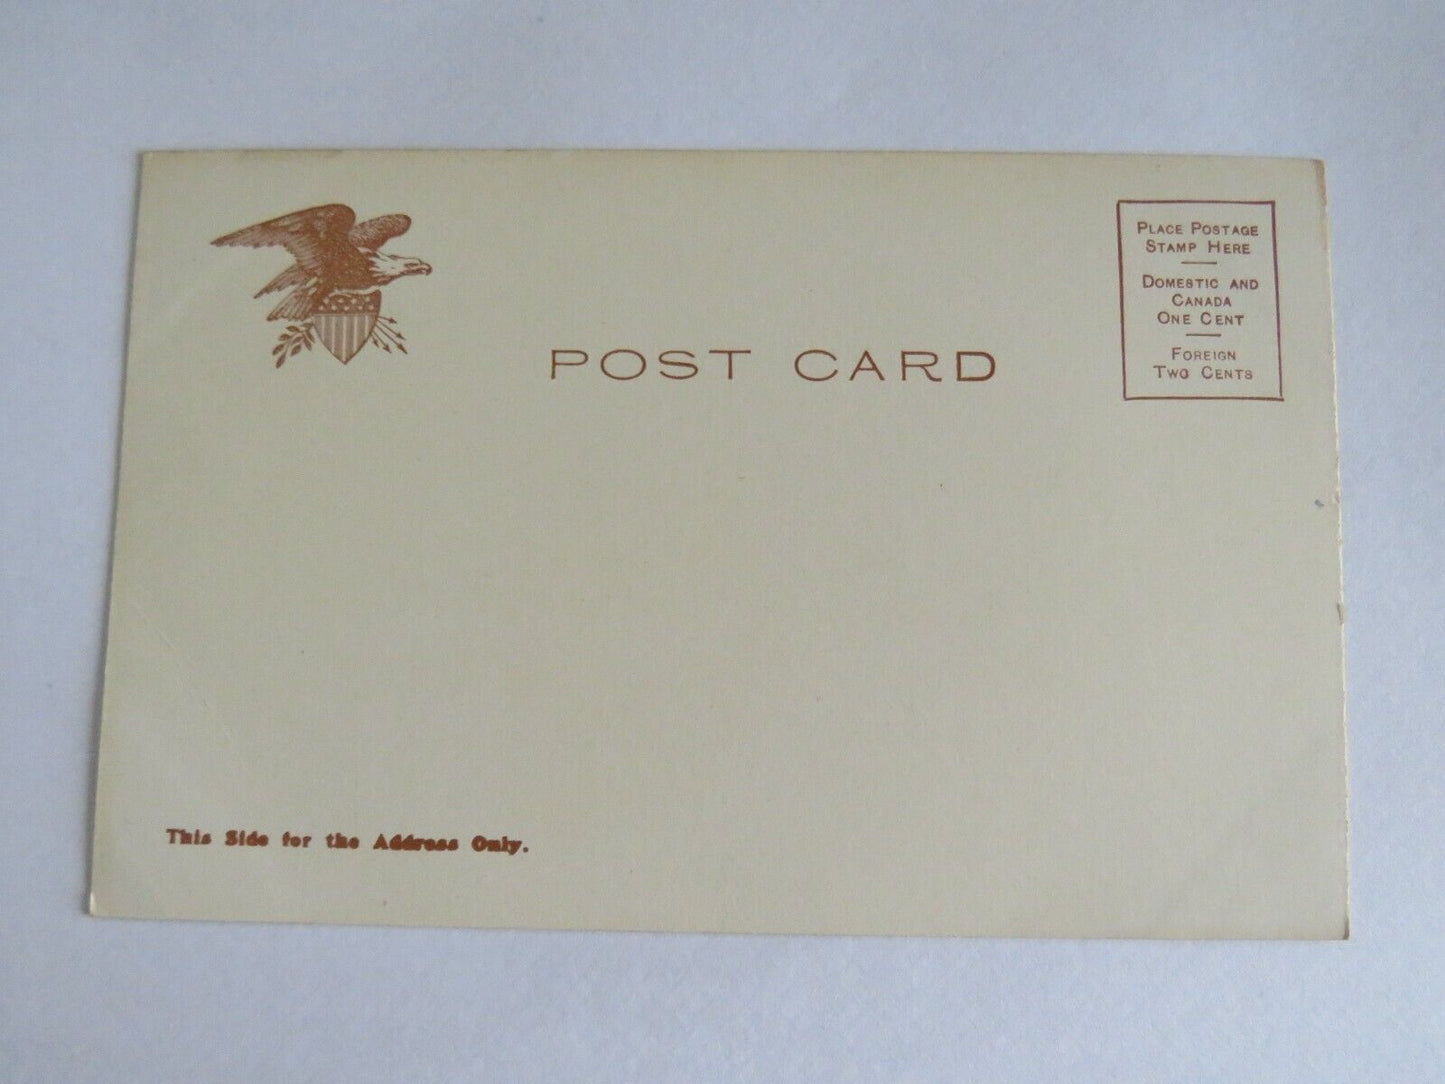 PLACE POSTAGE
STAMP HERE
DOMESTIC AND
CANADA
ONE CENT
FOREIGN
TWO CENTS
POST CARD
This Side for the Address Only.